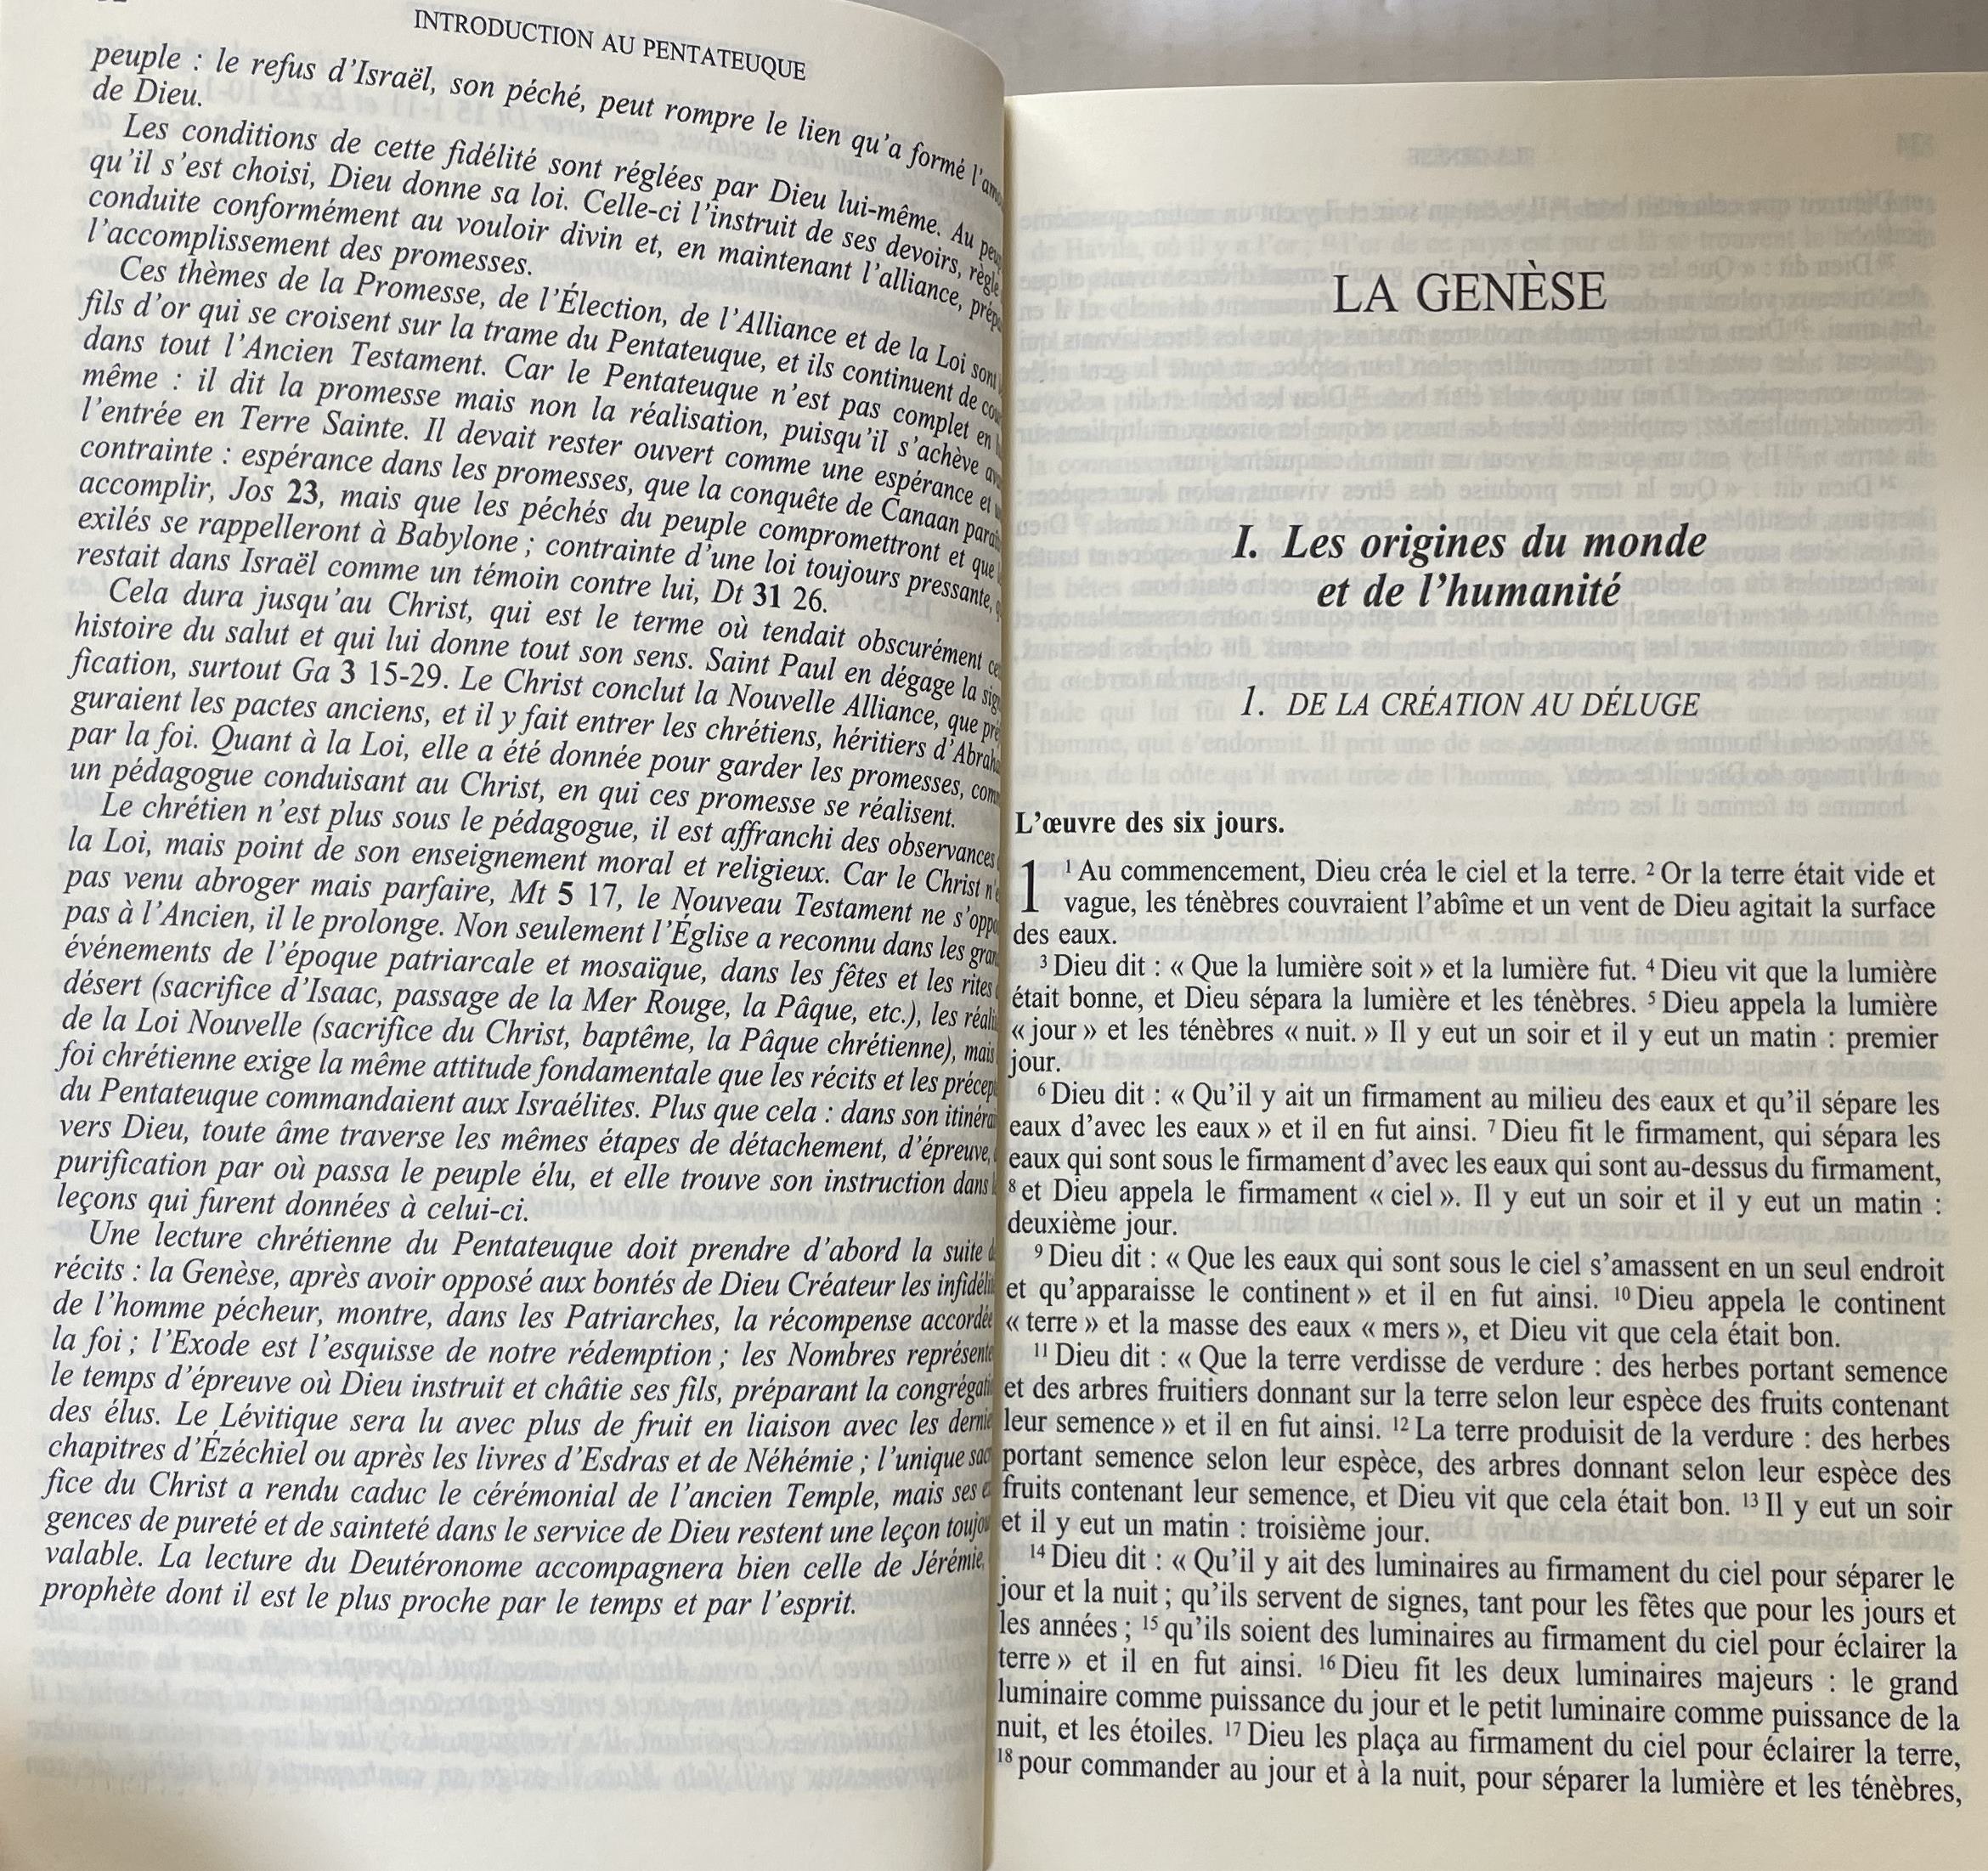 INTRODUCTION AU PENTATEUQUE
peuple : le refus d'Israël, son péché, peut rompre le lien qu'a formé
de Dieu.
Les conditions de cette fidélité sont réglées par Dieu lui-même. Au
qu'il s'est choisi, Dieu donne sa loi. Celle-ci l'instruit de ses devoirs, règle
conduite conformément au vouloir divin et, en maintenant l'alliance,
l'accomplissement des promesses.
Ces thèmes de la Promesse, de l'Élection, de l'Alliance et de la Loi sont
fils d'or qui se croisent sur la trame du Pentateuque, et ils continuent de
dans tout l'Ancien Testament. Car le Pentateuque n'est pas complet en
même : il dit la promesse mais non la réalisation, puisqu'il s'achève
l'entrée en Terre Sainte. Il devait rester ouvert comme une espérance et
contrainte : espérance dans les promesses, que la conquête de Canaan
accomplir, Jos 23, mais que les péchés du peuple compromettront et que
exilés se rappelleront à Babylone ; contrainte d'une loi toujours pressante,
restait dans Israël comme un témoin contre lui, Dt 31 26.
Cela dura jusqu'au Christ, qui est le terme où tendait obscurément
histoire du salut et qui lui donne tout son sens. Saint Paul en dégage la
fication, surtout Ga 3 15-29. Le Christ conclut la Nouvelle Alliance, que
guraient les pactes anciens, et il y fait entrer les chrétiens, héritiers
par la foi. Quant à la Loi, elle a été donnée pour garder les promesses,
un pédagogue conduisant au Christ, en qui ces promesse se réalisent.
Le chrétien n'est plus sous le pédagogue, il est affranchi des observances
la Loi, mais point de son enseignement moral et religieux. Car le Christ
pas venu abroger mais parfaire, Mt 5 17, le Nouveau Testament ne
pas à l'Ancien, il le prolonge. Non seulement l'Église a reconnu dans les
événements de l'époque patriarcale et mosaïque, dans les fêtes et les rites
désert (sacrifice d'Isaac, passage de la Mer Rouge, la Pâque, etc.), les
de la Loi Nouvelle (sacrifice du Christ, baptême, la Pâque chrétienne), mais
foi chrétienne exige la même attitude fondamentale que les récits et les
du Pentateuque commandaient aux Israélites. Plus que cela : dans son
vers Dieu, toute âme traverse les mêmes étapes de détachement, d'épreuve,
purification par où passa le peuple élu, et elle trouve son instruction dans
leçons qui furent données à celui-ci.
Une lecture chrétienne du Pentateuque doit prendre d'abord la suite
récits : la Genèse, après avoir opposé aux bontés de Dieu Créateur les
de l'homme pécheur, montre, dans les Patriarches, la récompense accordée
la foi ; l'Exode est l'esquisse de notre rédemption ; les Nombres
le temps d'épreuve où Dieu instruit et châtie ses fils, préparant la
des élus. Le Lévitique sera lu avec plus de fruit en liaison avec les
chapitres d'Ézéchiel ou après les livres d'Esdras et de Néhémie ; l'unique
fice du Christ a rendu caduc le cérémonial de l'ancien Temple, mais ses
gences de pureté et de sainteté dans le service de Dieu restent une leçon
valable. La lecture du Deutéronome accompagnera bien celle de Jérémie,
prophète dont il est le plus proche par le temps et par l'esprit.
LA GENÈSE
I. Les origines du monde
et de l'humanité
1. DE LA CRÉATION AU DÉLUGE
L'œuvre des six jours.
1 ¹ Au commencement, Dieu créa le ciel et la terre. ² Or la terre était vide et
vague, les ténèbres couvraient l'abîme et un vent de Dieu agitait la surface
des eaux.
³ Dieu dit : « Que la lumière soit » et la lumière fut. ⁴ Dieu vit que la lumière
était bonne, et Dieu sépara la lumière et les ténèbres. ⁵ Dieu appela la lumière
« jour » et les ténèbres « nuit. » Il y eut un soir et il y eut un matin : premier
jour.
⁶ Dieu dit : « Qu'il y ait un firmament au milieu des eaux et qu'il sépare les
eaux d'avec les eaux » et il en fut ainsi. ⁷ Dieu fit le firmament, qui sépara les
eaux qui sont sous le firmament d'avec les eaux qui sont au-dessus du firmament,
⁸ et Dieu appela le firmament « ciel ». Il y eut un soir et il y eut un matin :
deuxième jour.
⁹ Dieu dit : « Que les eaux qui sont sous le ciel s'amassent en un seul endroit
et qu'apparaisse le continent » et il en fut ainsi. ¹⁰ Dieu appela le continent
« terre » et la masse des eaux « mers », et Dieu vit que cela était bon.
¹¹ Dieu dit : « Que la terre verdisse de verdure : des herbes portant semence
et des arbres fruitiers donnant sur la terre selon leur espèce des fruits contenant
leur semence » et il en fut ainsi. ¹² La terre produisit de la verdure : des herbes
portant semence selon leur espèce, des arbres donnant selon leur espèce des
fruits contenant leur semence, et Dieu vit que cela était bon. ¹³ Il y eut un soir
et il y eut un matin : troisième jour.
¹⁴ Dieu dit : « Qu'il y ait des luminaires au firmament du ciel pour séparer le
jour et la nuit ; qu'ils servent de signes, tant pour les fêtes que pour les jours et
les années ; ¹⁵ qu'ils soient des luminaires au firmament du ciel pour éclairer la
terre » et il en fut ainsi. ¹⁶ Dieu fit les deux luminaires majeurs : le grand
luminaire comme puissance du jour et le petit luminaire comme puissance de la
nuit, et les étoiles. ¹⁷ Dieu les plaça au firmament du ciel pour éclairer la terre,
¹⁸ pour commander au jour et à la nuit, pour séparer la lumière et les ténèbres,